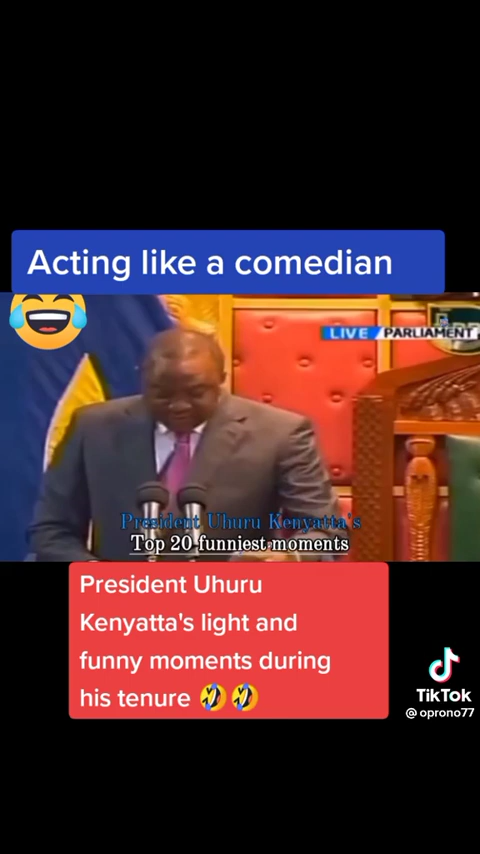 Acting like a comedian
LIVE PARLIAMENT
President Uhuru Kenyatta's
Top 20 funniest moments
President Uhuru
Kenyatta's light and
funny moments during
his tenure 🤣🤣
TikTok
@oprono77